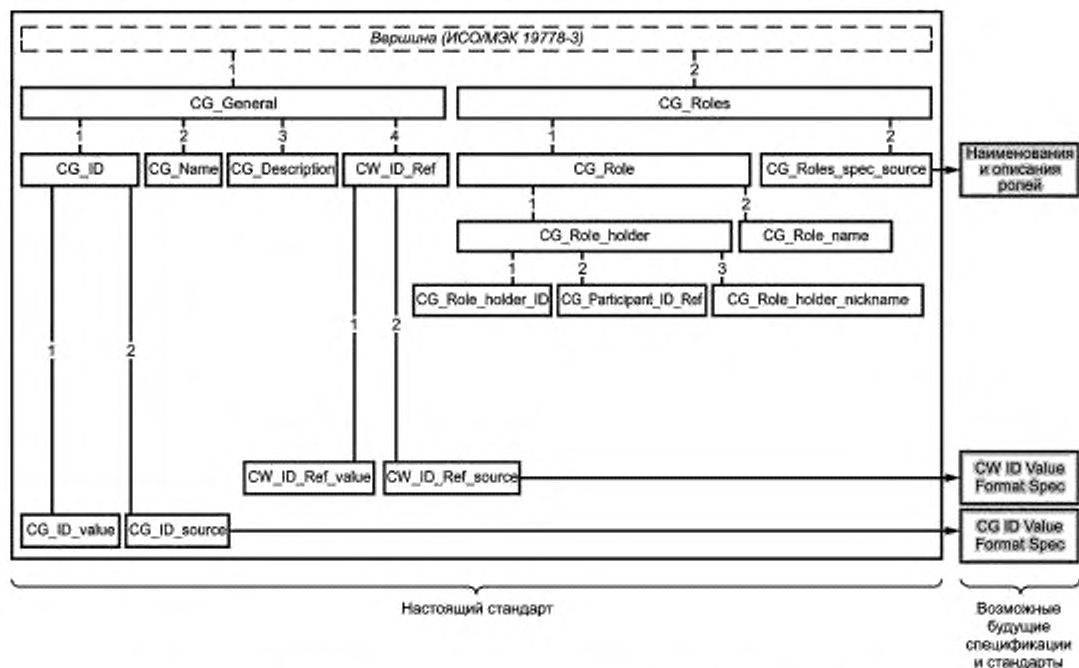 Вершина (ИСО/МЭК 19778-3)
1 2
CG_General CG_Roles
1 2 3 4 1 2
CG_ID CG_Name CG_Description CW_ID_Ref CG_Role CG_Roles_spec_source
Наименования
и описания
ролей
1 2
CG_Role_holder CG_Role_name
1 2 3
CG_Role_holder_ID CG_Participant_ID_Ref CG_Role_holder_nickname
1 2
1 2
CW_ID_Ref_value CW_ID_Ref_source
CW ID Value
Format Spec
CG_ID_value CG_ID_source
CG ID Value
Format Spec
Настоящий стандарт
Возможные
будущие
спецификации
и стандарты